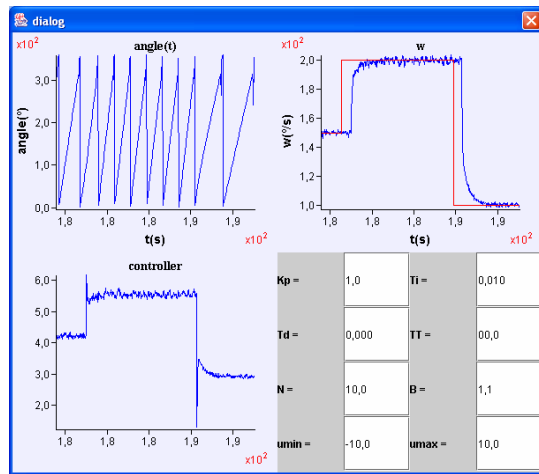 dialog
angle(t)
x10²
3,0
2,0
1,0
0,0
angle(°)
1,8 1,8 1,8 1,9 1,9
t(s)
x10²
w
x10²
2,0
1,8
1,6
1,4
1,2
1,0
w(°/s)
1,8 1,8 1,8 1,9 1,9
t(s)
x10²
controller
6,0
5,0
4,0
3,0
2,0
1,8 1,8 1,8 1,9 1,9
x10²
Kp = 1,0 Ti = 0,010
Td = 0,000 TT = 00,0
N = 10,0 B = 1,1
umin = -10,0 umax = 10,0